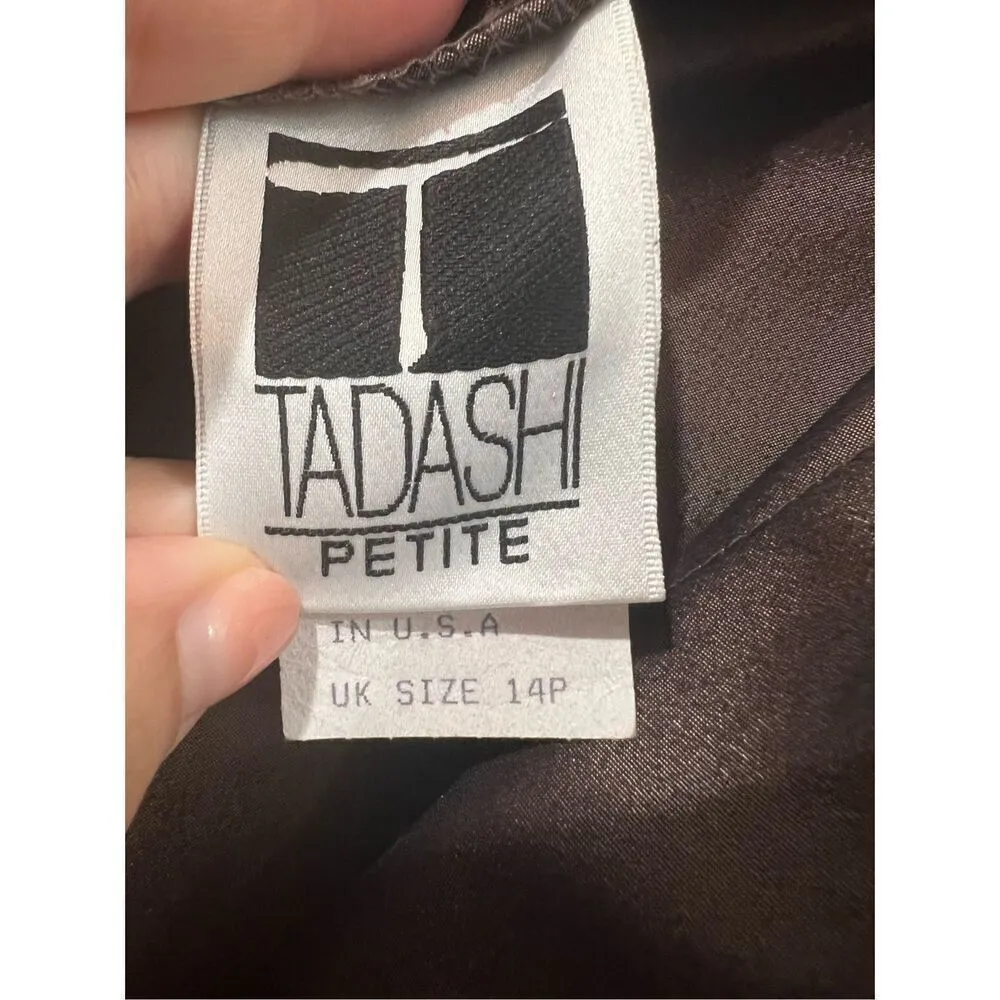 T
TADASHI
PETITE
IN U.S.A
UK SIZE 14P